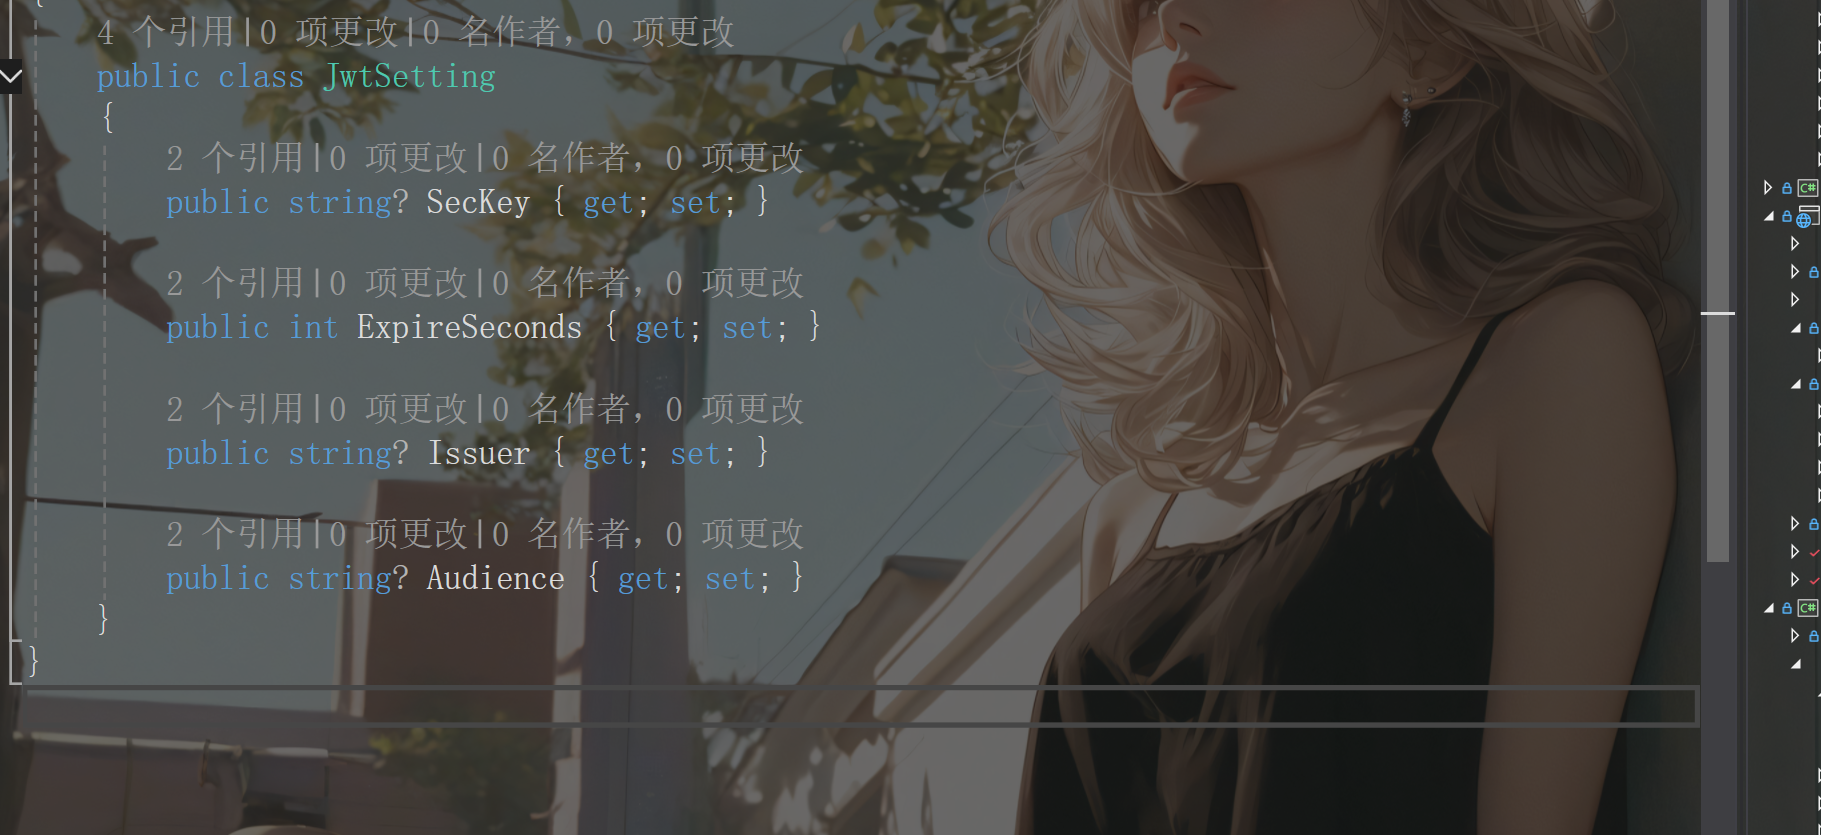 {
4 个引用|0 项更改|0 名作者, 0 项更改
public class JwtSetting
{
2 个引用|0 项更改|0 名作者, 0 项更改
public string? SecKey { get; set; }
2 个引用|0 项更改|0 名作者, 0 项更改
public int ExpireSeconds { get; set; }
2 个引用|0 项更改|0 名作者, 0 项更改
public string? Issuer { get; set; }
2 个引用|0 项更改|0 名作者, 0 项更改
public string? Audience { get; set; }
}
}
C#
C#